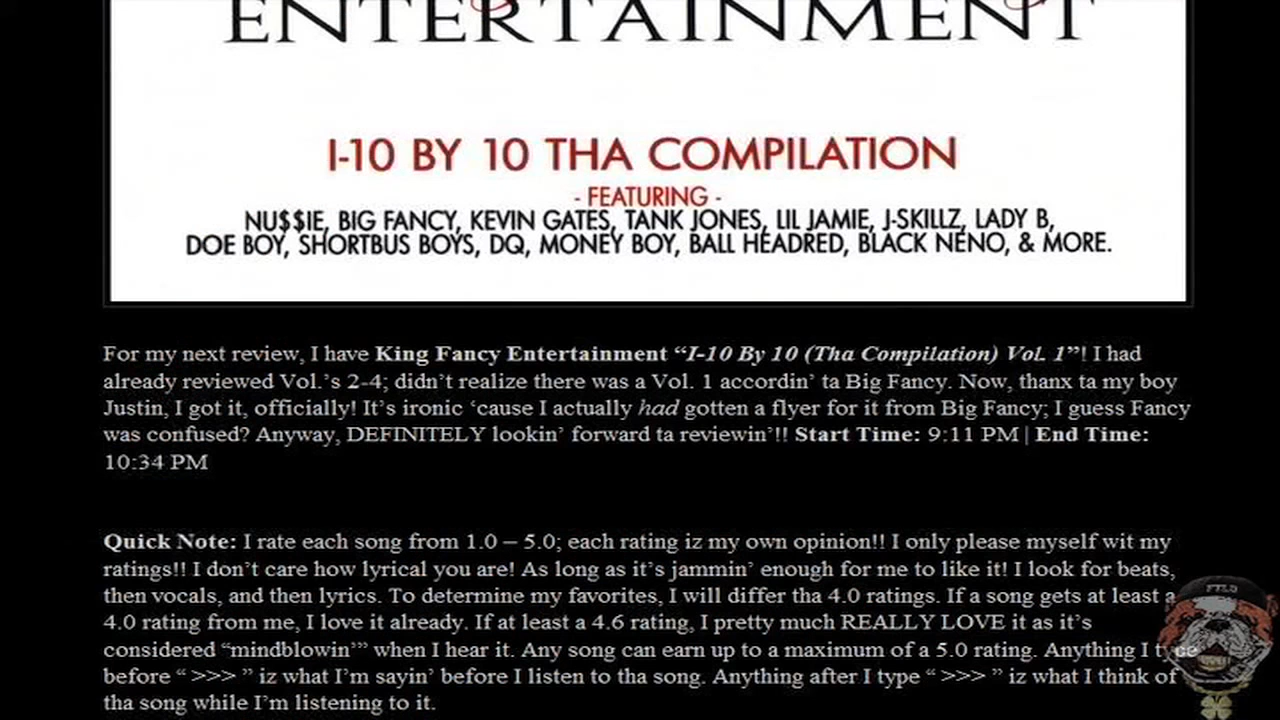 ENTERTAINMENT
I-10 BY 10 THA COMPILATION
- FEATURING -
NU$$IE, BIG FANCY, KEVIN GATES, TANK JONES, LIL JAMIE, J-SKILLZ, LADY B,
DOE BOY, SHORTBUS BOYS, DQ, MONEY BOY, BALL HEADRED, BLACK NENO, & MORE.
For my next review, I have King Fancy Entertainment “I-10 By 10 (Tha Compilation) Vol. 1”! I had
already reviewed Vol.’s 2-4; didn’t realize there was a Vol. 1 accordin’ ta Big Fancy. Now, thanx ta my boy
Justin, I got it, officially! It’s ironic ‘cause I actually had gotten a flyer for it from Big Fancy; I guess Fancy
was confused? Anyway, DEFINITELY lookin’ forward ta reviewin’!! Start Time: 9:11 PM | End Time:
10:34 PM
Quick Note: I rate each song from 1.0 – 5.0; each rating iz my own opinion!! I only please myself wit my
ratings!! I don’t care how lyrical you are! As long as it’s jammin’ enough for me to like it! I look for beats,
then vocals, and then lyrics. To determine my favorites, I will differ tha 4.0 ratings. If a song gets at least a
4.0 rating from me, I love it already. If at least a 4.6 rating, I pretty much REALLY LOVE it as it’s
considered “mindblowin’” when I hear it. Any song can earn up to a maximum of a 5.0 rating. Anything I type
before “ >>> ” iz what I’m sayin’ before I listen to tha song. Anything after I type “ >>> ” iz what I think of
tha song while I’m listening to it.